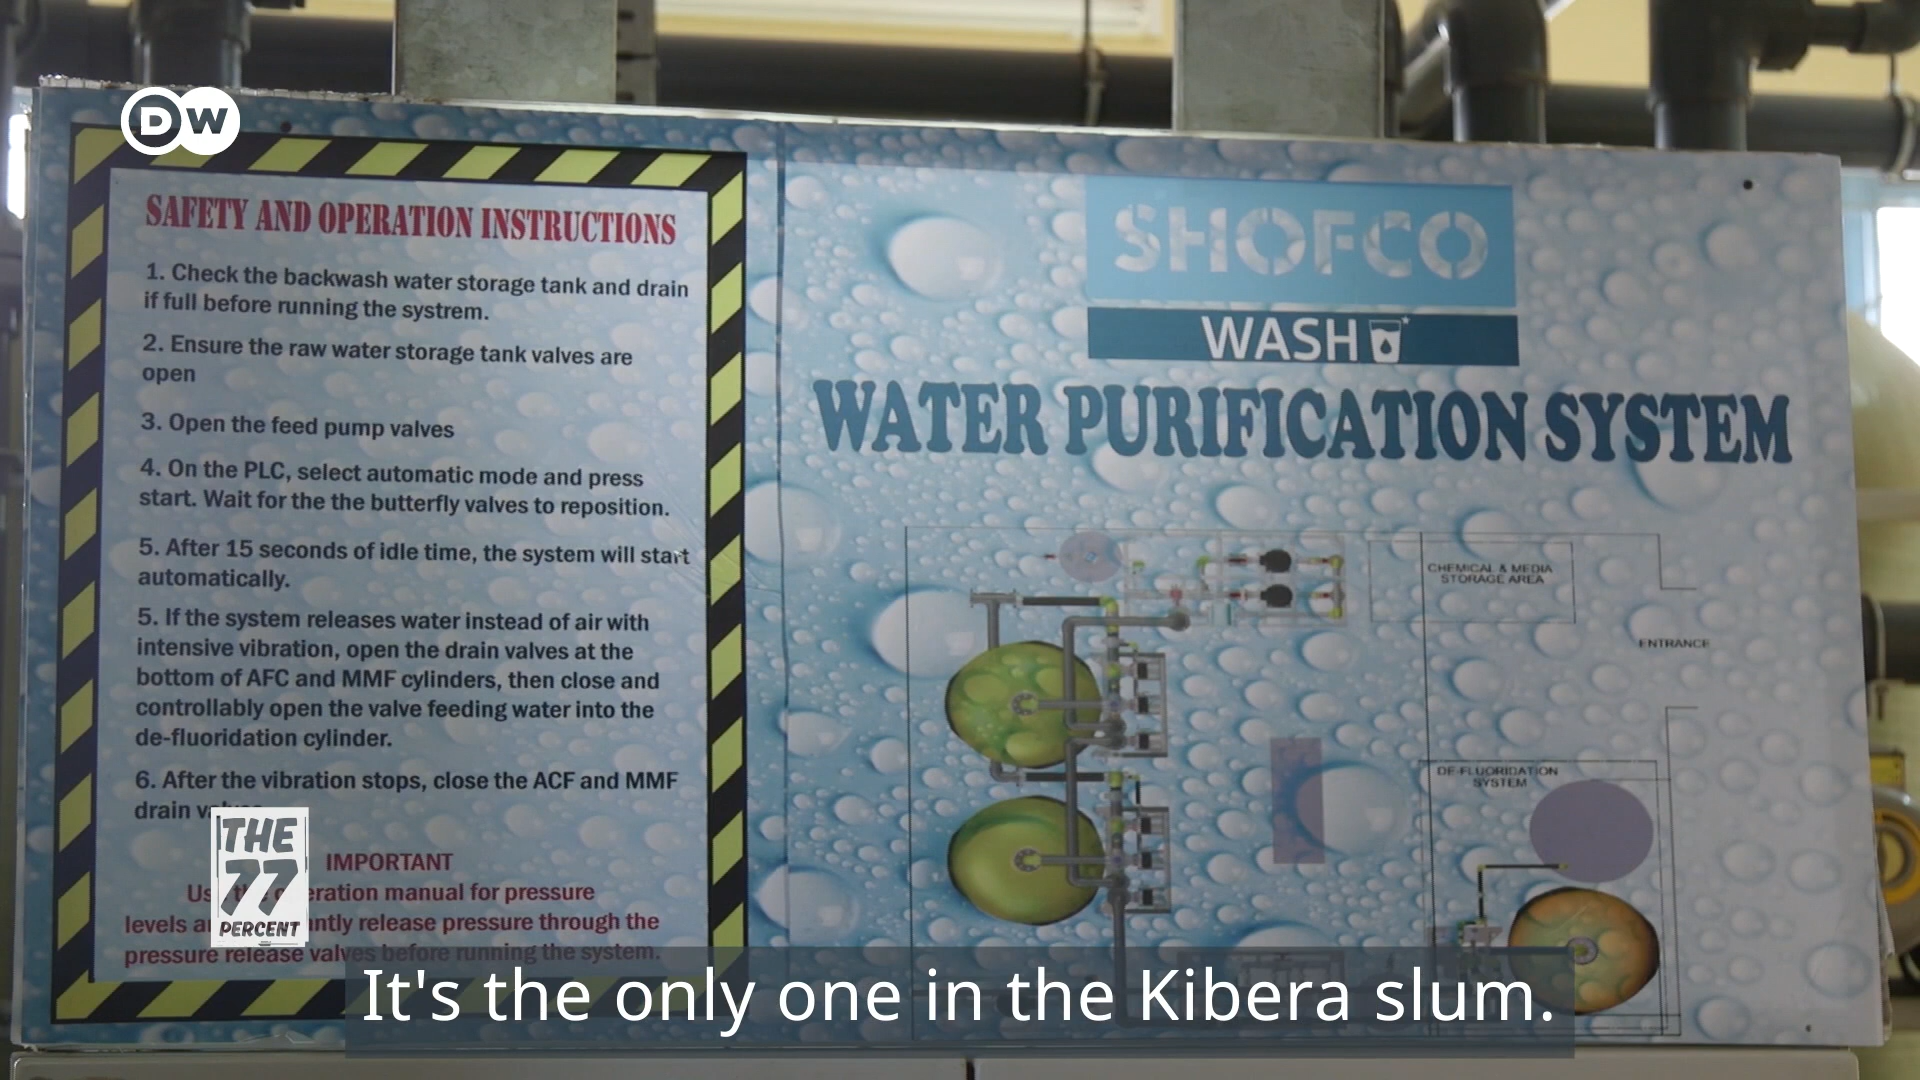 DW
SAFETY AND OPERATION INSTRUCTIONS
1. Check the backwash water storage tank and drain
if full before running the systrem.
2. Ensure the raw water storage tank valves are
open
3. Open the feed pump valves
4. On the PLC, select automatic mode and press
start. Wait for the the butterfly valves to reposition.
5. After 15 seconds of idle time, the system will start
automatically.
5. If the system releases water instead of air with
intensive vibration, open the drain valves at the
bottom of AFC and MMF cylinders, then close and
controllably open the valve feeding water into the
de-fluoridation cylinder.
6. After the vibration stops, close the ACF and MMF
drain
IMPORTANT
manual for pressure
levels release pressure through the
pressure release valves before running the system.
SHOFCO
WASH
WATER PURIFICATION SYSTEM
CHEMICAL & MEDIA
STORAGE AREA
ENTRANCE
DE-FLUORIDATION
SYSTEM
THE
77
PERCENT
It's the only one in the Kibera slum.